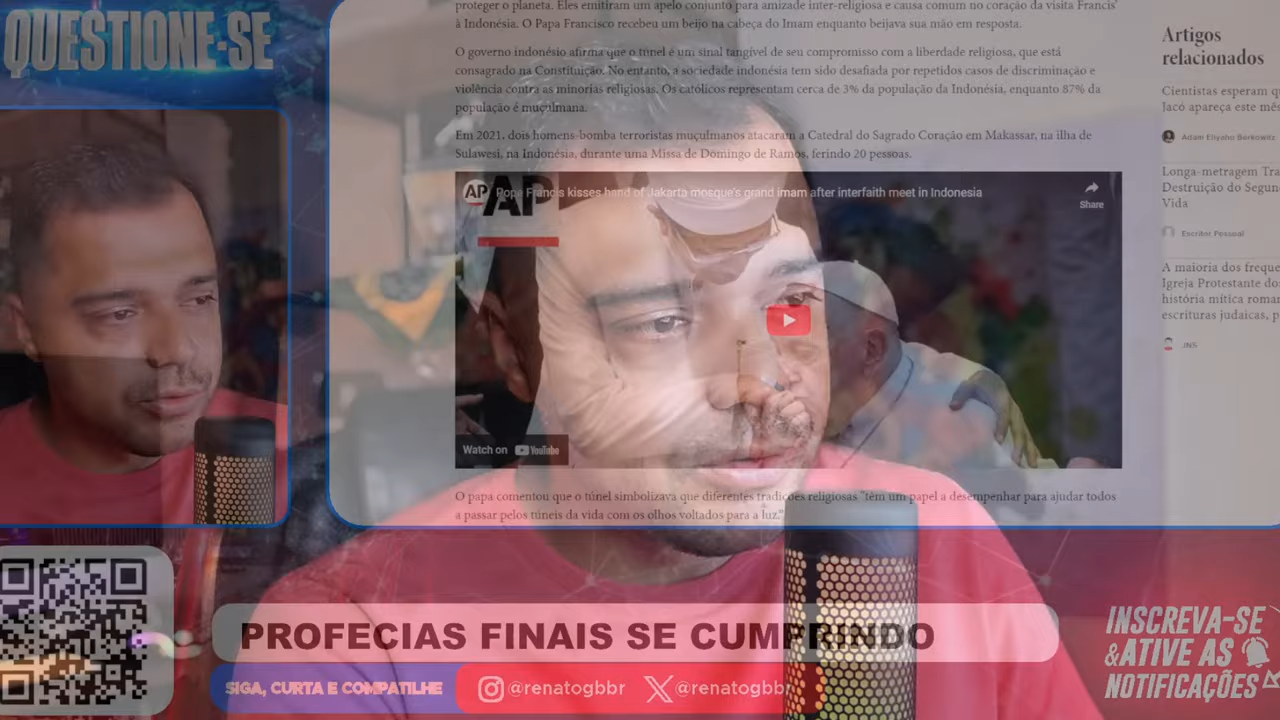 QUESTIONE-SE
proteger o planeta. Eles emitiram um apelo conjunto para amizade inter-religiosa e causa comum no coração da visita Francis'
à Indonésia. O Papa Francisco recebeu um beijo na cabeça do Imam enquanto beijava sua mão em resposta.
O governo indonésio afirma que o túnel é um sinal tangível de seu compromisso com a liberdade religiosa, que está
consagrado na Constituição. No entanto, a sociedade indonésia tem sido desafiada por repetidos casos de discriminação e
violência contra as minorias religiosas. Os católicos representam cerca de 3% da população da Indonésia, enquanto 87% da
população é muçulmana.
Em 2021, dois homens-bomba terroristas muçulmanos atacaram a Catedral do Sagrado Coração em Makassar, na ilha de
Sulawesi, na Indonésia, durante uma Missa de Domingo de Ramos, ferindo 20 pessoas.
AP
AP
Pope Francis kisses hand of Jakarta mosque's grand imam after interfaith meet in Indonesia
Share
Watch on YouTube
O papa comentou que o túnel simbolizava que diferentes tradições religiosas "têm um papel a desempenhar para ajudar todos
a passar pelos túneis da vida com os olhos voltados para a luz."
Artigos
relacionados
Cientistas esperam q
Jacó apareça este mês
Adam Eliyaho Berkowitz
Longa-metragem Tra
Destruição do Segun
Vida
Escritor Pessoal
A maioria dos freque
Igreja Protestante do
história mítica roman
escrituras judaicas, p
JNS
PROFECIAS FINAIS SE CUMPRINDO
SIGA, CURTA E COMPATILHE
@renatogbbr
@renatogbbr
INSCREVA-SE
&ATIVE AS
NOTIFICAÇÕES